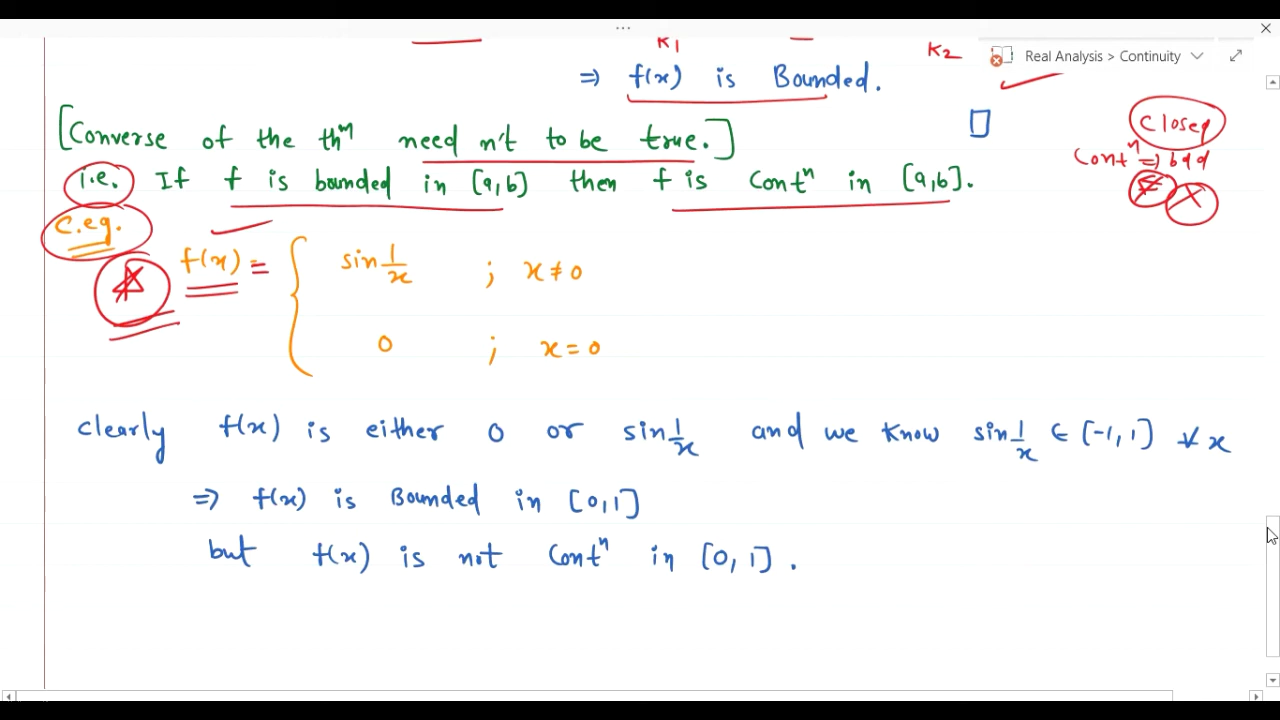 K1
K2
Real Analysis > Continuity
⇒ f(x) is Bounded.
[Converse of the thᵐ need n't to be true.]
closed
Contⁿ ⇒ bdd
i.e. If f is bounded in [a,b] then f is contⁿ in [a,b].
C.eg.
f(x) = { sin 1/x ; x ≠ 0
0 ; x = 0
clearly f(x) is either 0 or sin 1/x and we know sin 1/x ∈ [-1,1] ∀ x
⇒ f(x) is Bounded in [0,1]
but f(x) is not Contⁿ in [0,1].